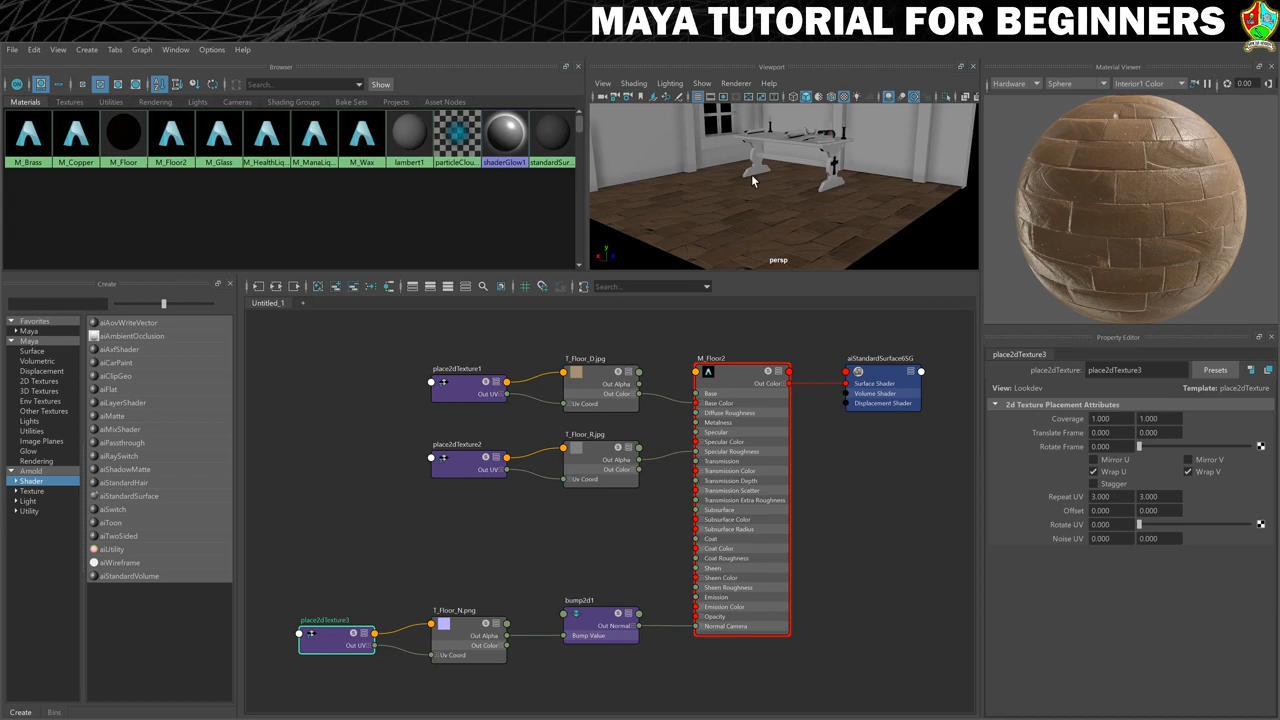 MAYA TUTORIAL FOR BEGINNERS
File Edit View Create Tabs Graph Window Options Help
Browser
Search...
Show
Materials Textures Utilities Rendering Lights Cameras Shading Groups Bake Sets Projects Asset Nodes
M_Brass M_Copper M_Floor M_Floor2 M_Glass M_HealthLiq... M_ManaLiq... M_Wax lambert1 particleClou... shaderGlow1 standardSur...
Viewport
View Shading Lighting Show Renderer Help
persp
Material Viewer
Hardware Sphere Interior1 Color 0.00
Create
Favorites
Maya
Maya
Surface
Volumetric
Displacement
2D Textures
3D Textures
Env Textures
Other Textures
Lights
Utilities
Image Planes
Glow
Rendering
Arnold
Shader
Texture
Light
Utility
aiAovWriteVector
aiAmbientOcclusion
aiAxfShader
aiCarPaint
aiClipGeo
aiFlat
aiLayerShader
aiMatte
aiMixShader
aiPassthrough
aiRaySwitch
aiShadowMatte
aiStandardHair
aiStandardSurface
aiSwitch
aiToon
aiTwoSided
aiUtility
aiWireframe
aiStandardVolume
Create Bins
Search...
Untitled_1 +
place2dTexture1
Out UV
T_Floor_D.jpg
Out Alpha
Out Color
Uv Coord
place2dTexture2
Out UV
T_Floor_R.jpg
Out Alpha
Out Color
Uv Coord
place2dTexture3
Out UV
T_Floor_N.png
Out Alpha
Out Color
Uv Coord
bump2d1
Out Normal
Bump Value
M_Floor2
Out Color
Base
Base Color
Diffuse Roughness
Metalness
Specular
Specular Color
Specular Roughness
Transmission
Transmission Color
Transmission Depth
Transmission Scatter
Transmission Extra Roughness
Subsurface
Subsurface Color
Subsurface Radius
Coat
Coat Color
Coat Roughness
Sheen
Sheen Color
Sheen Roughness
Emission
Emission Color
Opacity
Normal Camera
aiStandardSurface6SG
Surface Shader
Volume Shader
Displacement Shader
Property Editor
place2dTexture3
place2dTexture: place2dTexture3 Presets
View: Lookdev Template: place2dTexture
2d Texture Placement Attributes
Coverage 1.000 1.000
Translate Frame 0.000 0.000
Rotate Frame 0.000
Mirror U Mirror V
Wrap U Wrap V
Stagger
Repeat UV 3.000 3.000
Offset 0.000 0.000
Rotate UV 0.000
Noise UV 0.000 0.000